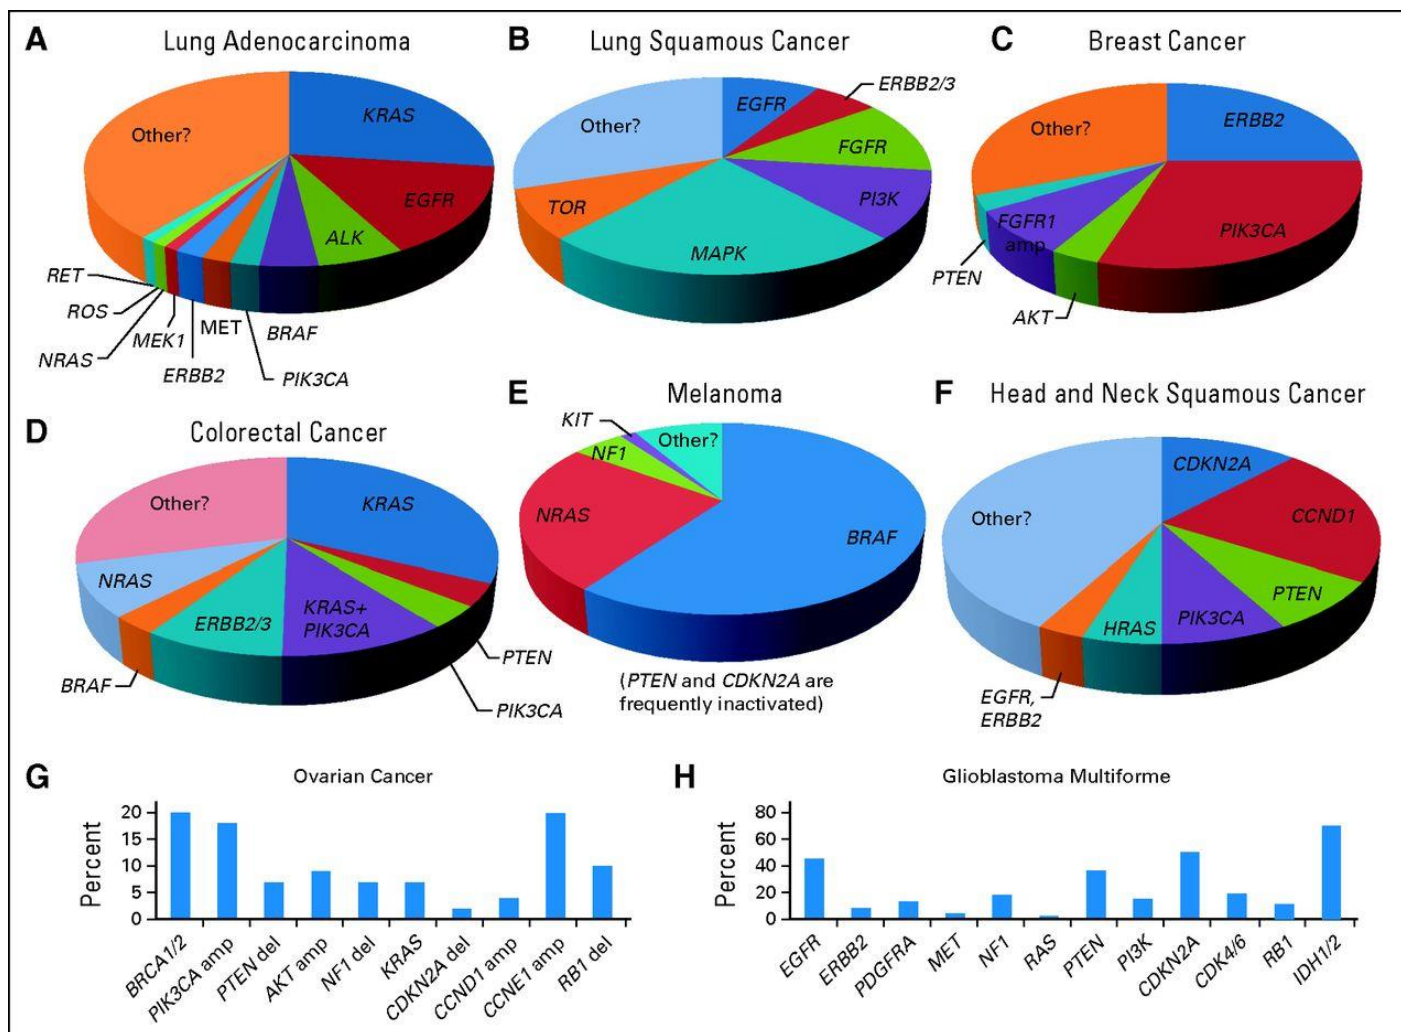 A
Lung Adenocarcinoma
KRAS
EGFR
ALK
BRAF
PIK3CA
MET
ERBB2
MEK1
NRAS
ROS
RET
Other?
B
Lung Squamous Cancer
EGFR
ERBB2/3
FGFR
PI3K
MAPK
TOR
Other?
C
Breast Cancer
ERBB2
PIK3CA
AKT
FGFR1
amp
PTEN
Other?
D
Colorectal Cancer
KRAS
PTEN
PIK3CA
KRAS+
PIK3CA
ERBB2/3
BRAF
NRAS
Other?
E
Melanoma
BRAF
NRAS
NF1
KIT
Other?
(PTEN and CDKN2A are
frequently inactivated)
F
Head and Neck Squamous Cancer
CDKN2A
CCND1
PTEN
PIK3CA
HRAS
EGFR,
ERBB2
Other?
G
Ovarian Cancer
Percent
20
15
10
5
0
BRCA1/2
PIK3CA amp
PTEN del
AKT amp
NF1 del
KRAS
CDKN2A del
CCND1 amp
CCNE1 amp
RB1 del
H
Glioblastoma Multiforme
Percent
80
60
40
20
0
EGFR
ERBB2
PDGFRA
MET
NF1
RAS
PTEN
PI3K
CDKN2A
CDK4/6
RB1
IDH1/2